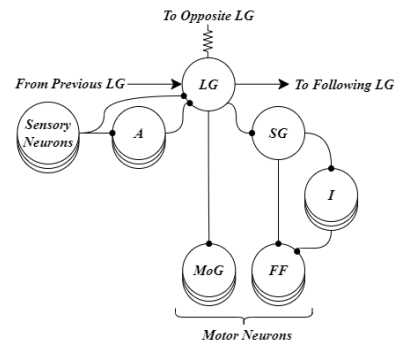 To Opposite LG
From Previous LG
LG
To Following LG
Sensory
Neurons
A
SG
I
MoG
FF
Motor Neurons